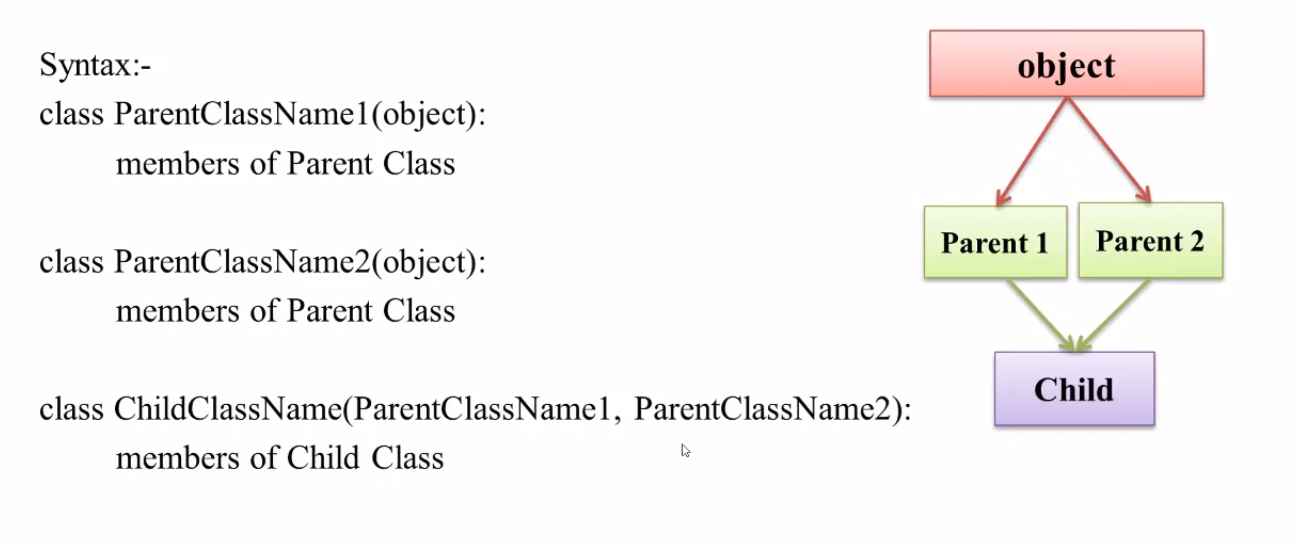 Syntax:-
class ParentClassName1(object):
members of Parent Class
class ParentClassName2(object):
members of Parent Class
class ChildClassName(ParentClassName1, ParentClassName2):
members of Child Class
object
Parent 1
Parent 2
Child